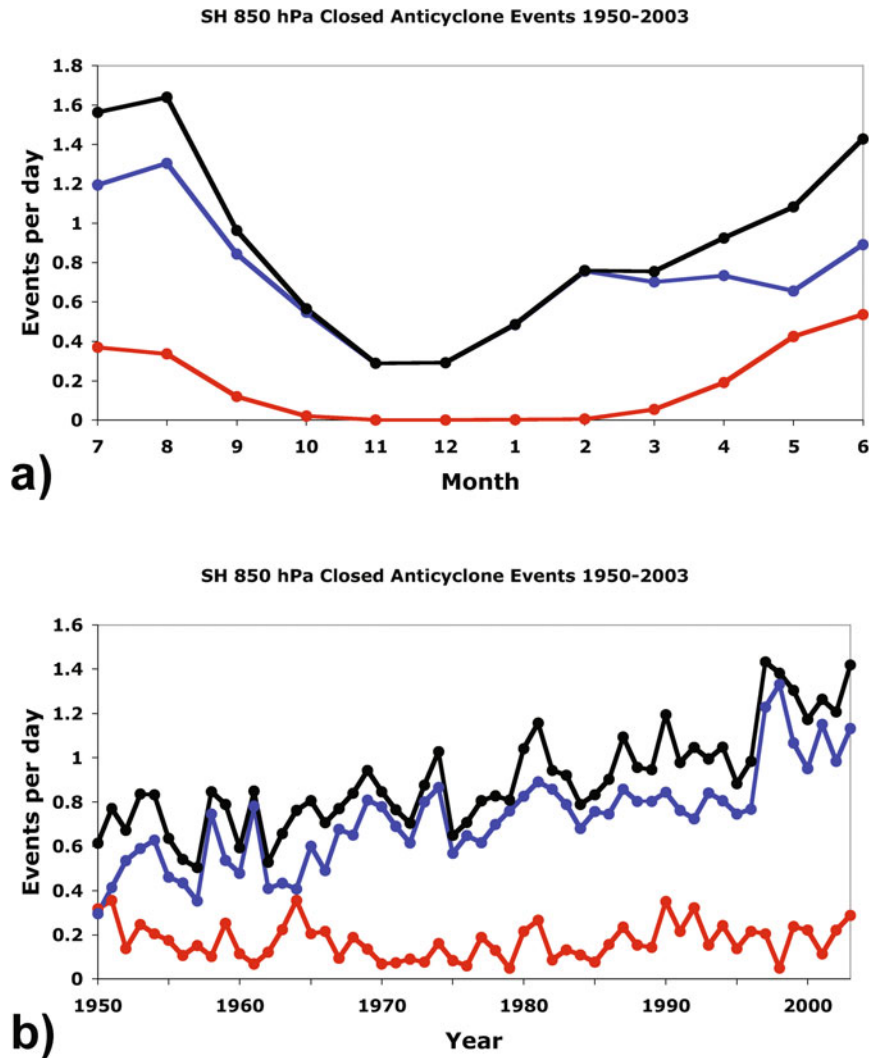 SH 850 hPa Closed Anticyclone Events 1950-2003
Events per day
1.8
1.6
1.4
1.2
1
0.8
0.6
0.4
0.2
0
7 8 9 10 11 12 1 2 3 4 5 6
Month
a)
SH 850 hPa Closed Anticyclone Events 1950-2003
Events per day
1.6
1.4
1.2
1
0.8
0.6
0.4
0.2
0
1950 1960 1970 1980 1990 2000
Year
b)